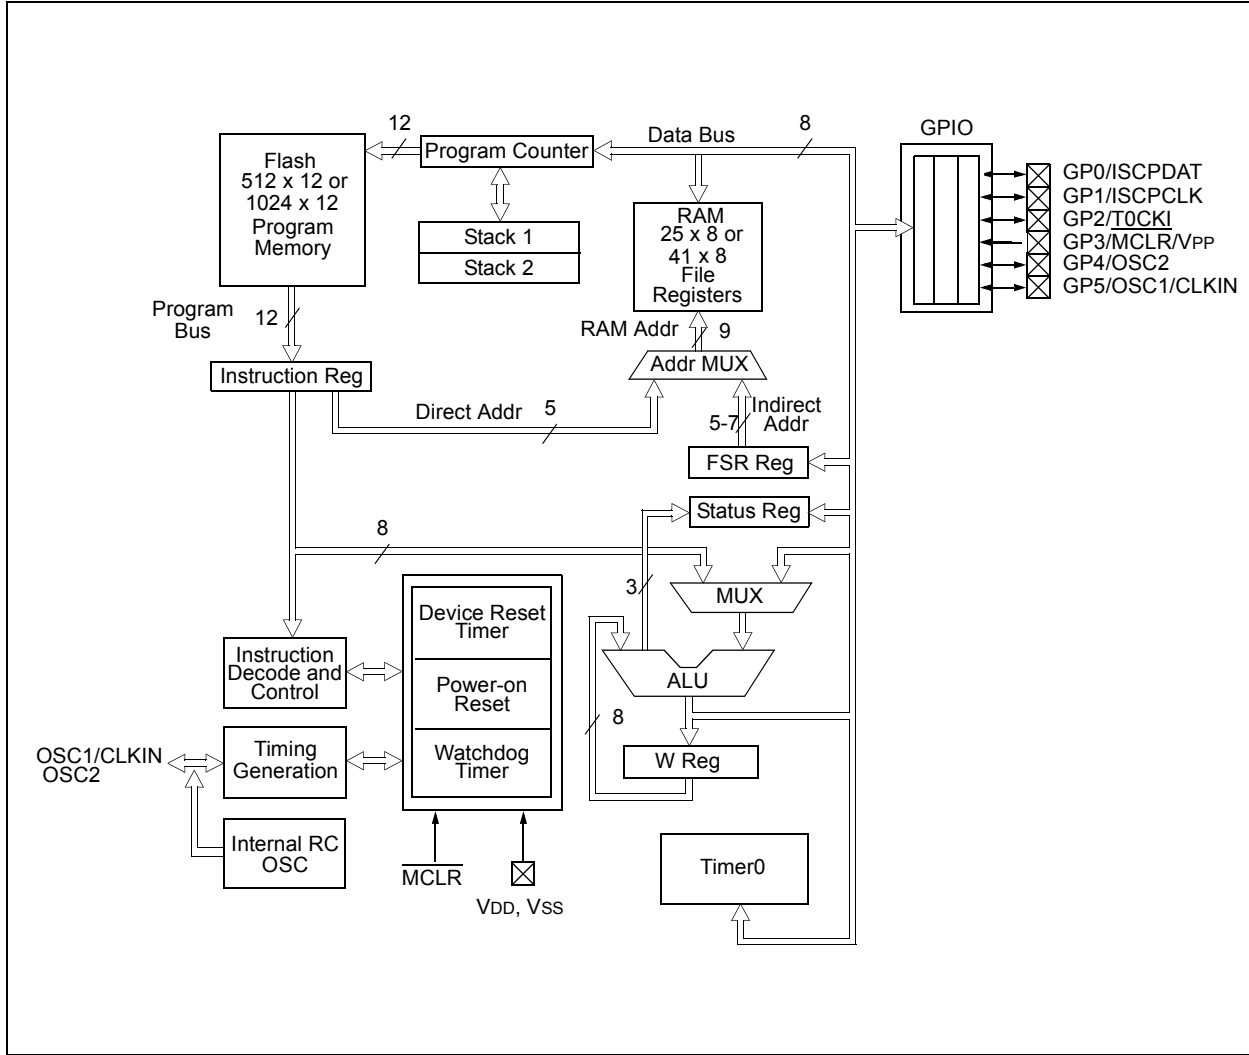 12
Program Counter
Data Bus
8
GPIO
Flash
512 x 12 or
1024 x 12
Program
Memory
Stack 1
Stack 2
RAM
25 x 8 or
41 x 8
File
Registers
GP0/ISCPDAT
GP1/ISCPCLK
GP2/T0CKI
GP3/MCLR/VPP
GP4/OSC2
GP5/OSC1/CLKIN
Program
Bus
12
RAM Addr
9
Addr MUX
Instruction Reg
Direct Addr
5
5-7
Indirect
Addr
FSR Reg
Status Reg
8
3
MUX
Device Reset
Timer
Instruction
Decode and
Control
Power-on
Reset
ALU
8
OSC1/CLKIN
OSC2
Timing
Generation
Watchdog
Timer
W Reg
Internal RC
OSC
MCLR
VDD, VSS
Timer0